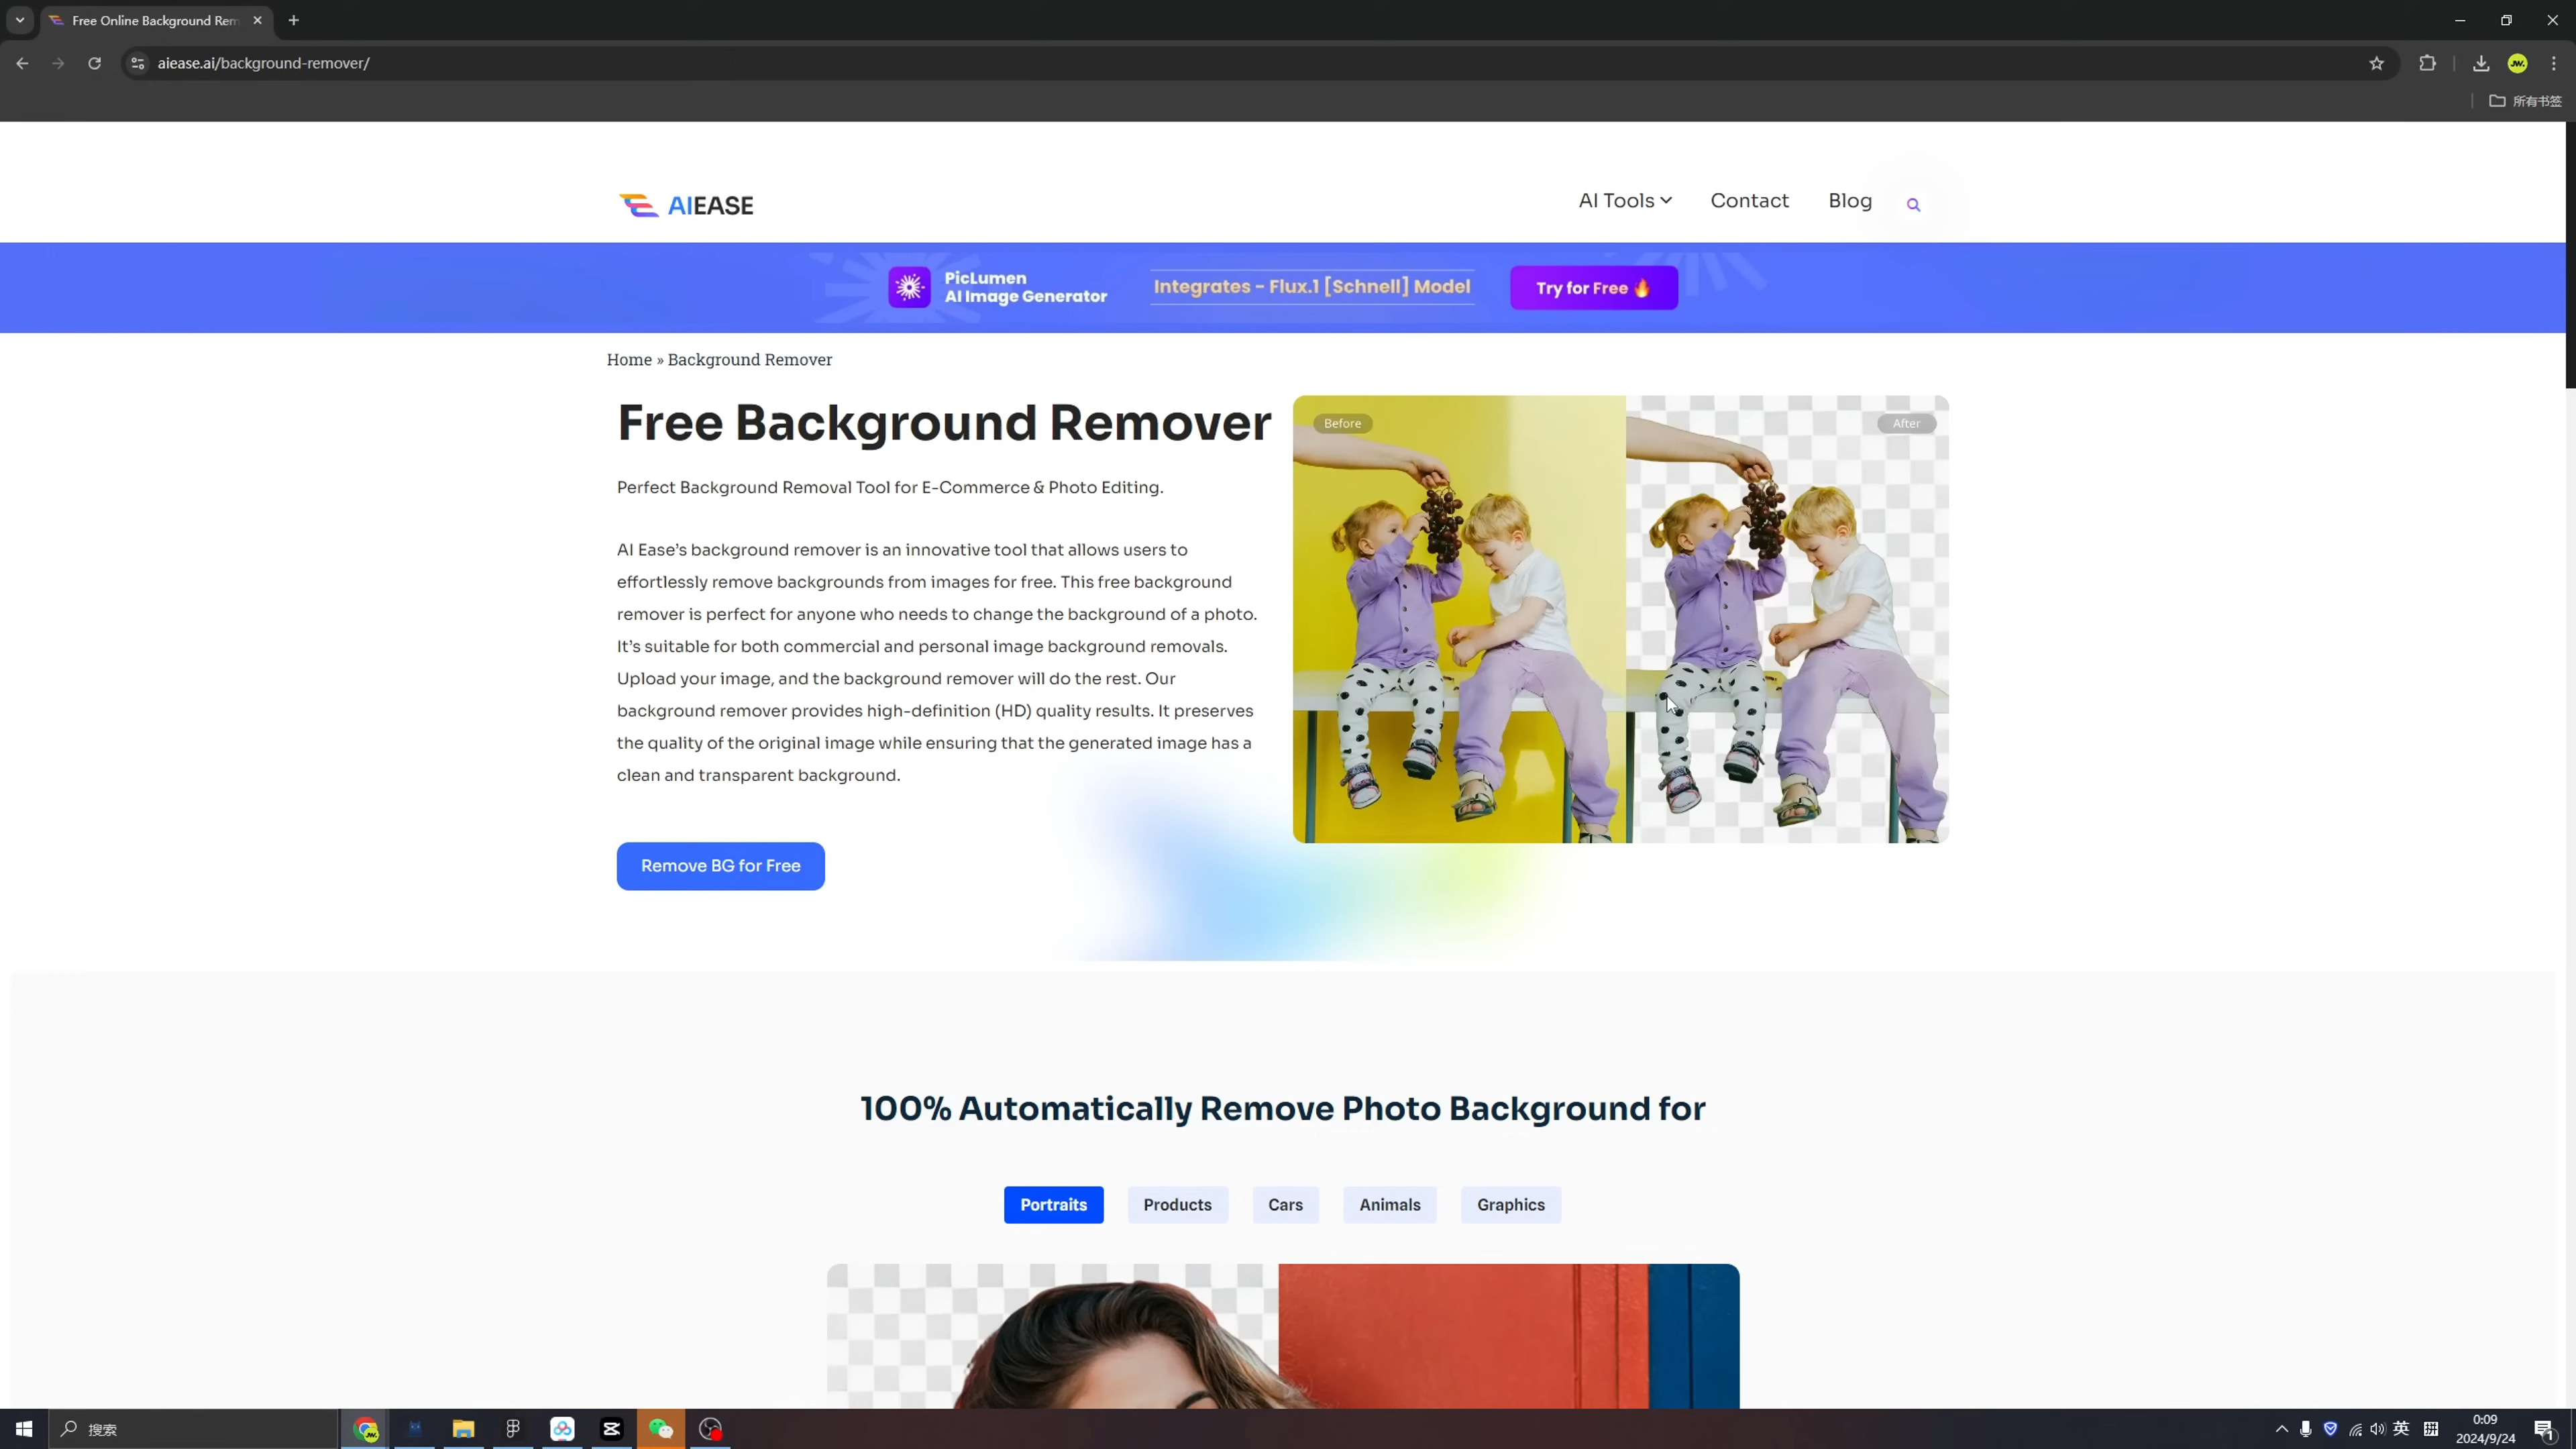 Free Online Background Rem
aiease.ai/background-remover/
所有书签
AIEASE
AI Tools
Contact
Blog
PicLumen
AI Image Generator
Integrates - Flux.1 [Schnell] Model
Try for Free
Home » Background Remover
Free Background Remover
Perfect Background Removal Tool for E-Commerce & Photo Editing.
AI Ease’s background remover is an innovative tool that allows users to
effortlessly remove backgrounds from images for free. This free background
remover is perfect for anyone who needs to change the background of a photo.
It’s suitable for both commercial and personal image background removals.
Upload your image, and the background remover will do the rest. Our
background remover provides high-definition (HD) quality results. It preserves
the quality of the original image while ensuring that the generated image has a
clean and transparent background.
Remove BG for Free
Before
After
100% Automatically Remove Photo Background for
Portraits
Products
Cars
Animals
Graphics
搜索
英
拼
0:09
2024/9/24
1